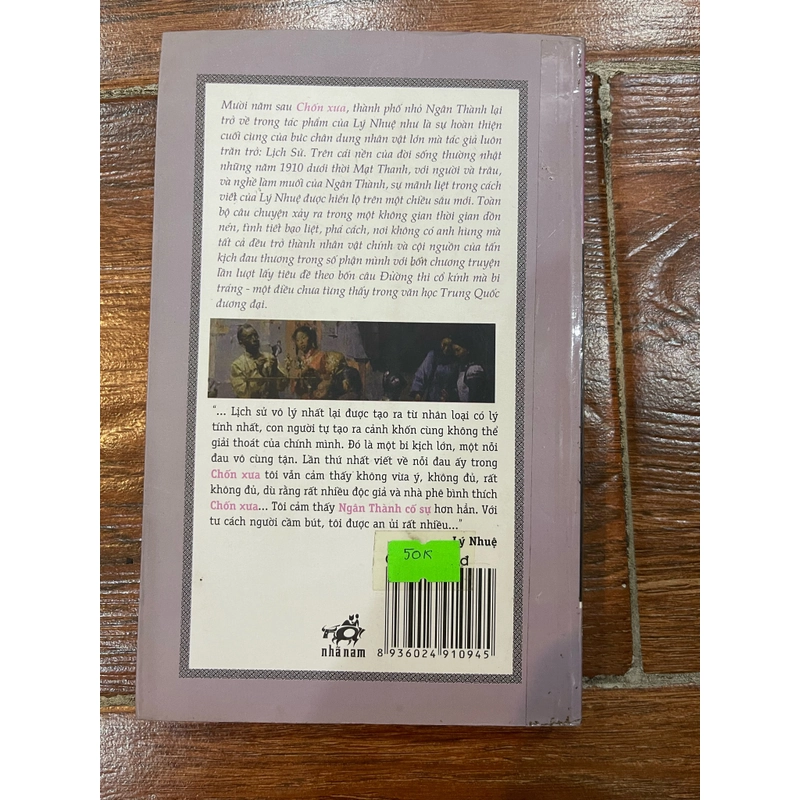 Mười năm sau Chốn xưa, thành phố nhỏ Ngân Thành lại
trở về trong tác phẩm của Lý Nhuệ như là sự hoàn thiện
cuối cùng của bức chân dung nhân vật lớn mà tác giả luôn
trăn trở: Lịch Sử. Trên cái nền của đời sống thường nhật
những năm 1910 dưới thời Mạt Thanh, với người và trâu,
và nghề làm muối của Ngân Thành, sự mãnh liệt trong cách
viết của Lý Nhuệ được hiển lộ trên một chiều sâu mới. Toàn
bộ câu chuyện xảy ra trong một không gian thời gian dồn
nén, tình tiết bạo liệt, phá cách, nơi không có anh hùng mà
tất cả đều trở thành nhân vật chính và cội nguồn của tấn
kịch đau thương trong số phận mình với bốn chương truyện
lần lượt lấy tiêu đề theo bốn câu Đường thi cổ kính mà bi
tráng - một điều chưa từng thấy trong văn học Trung Quốc
đương đại.
"... Lịch sử vô lý nhất lại được tạo ra từ nhân loại có lý
tính nhất, con người tự tạo ra cảnh khốn cùng không thể
giải thoát của chính mình. Đó là một bi kịch lớn, một nỗi
đau vô cùng tận. Lần thứ nhất viết về nỗi đau ấy trong
Chốn xưa tôi vẫn cảm thấy không vừa ý, không đủ, rất
không đủ, dù rằng rất nhiều độc giả và nhà phê bình thích
Chốn xưa... Tôi cảm thấy Ngân Thành cố sự hơn hẳn. Với
tư cách người cầm bút, tôi được an ủi rất nhiều..."
Lý Nhuệ
50K
đ
nhã nam
8 936024 910945